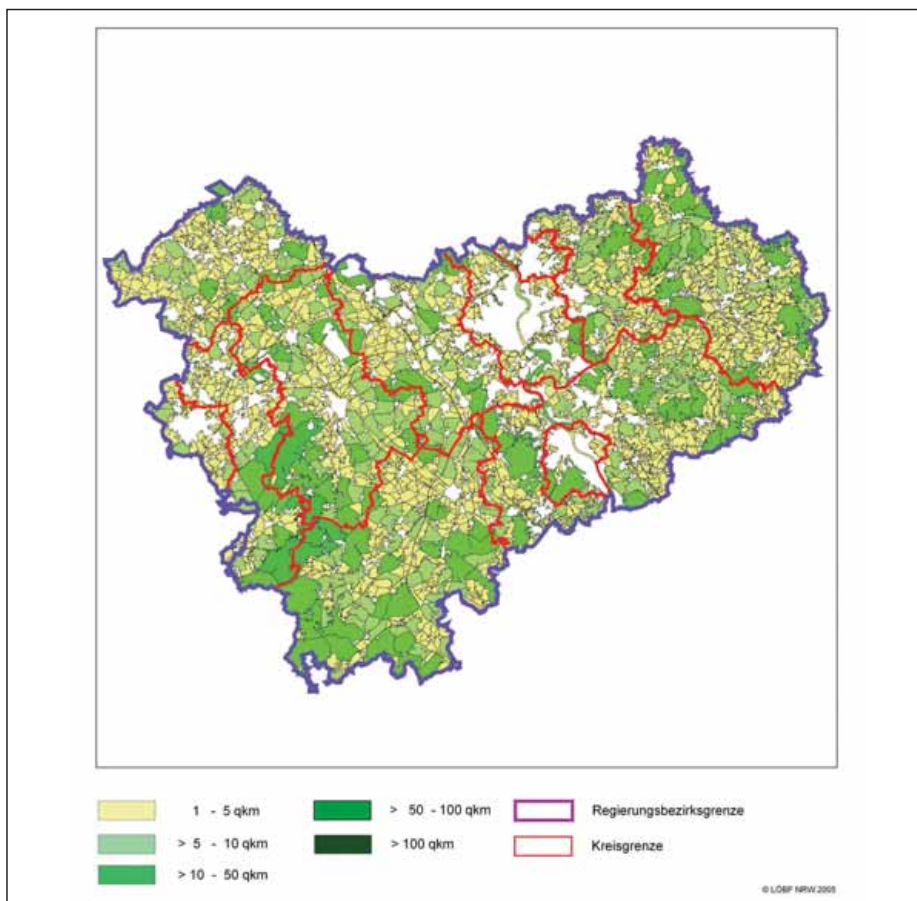 1 - 5 qkm
> 5 - 10 qkm
> 10 - 50 qkm
> 50 - 100 qkm
> 100 qkm
Regierungsbezirksgrenze
Kreisgrenze
© LÖBF NRW 2005